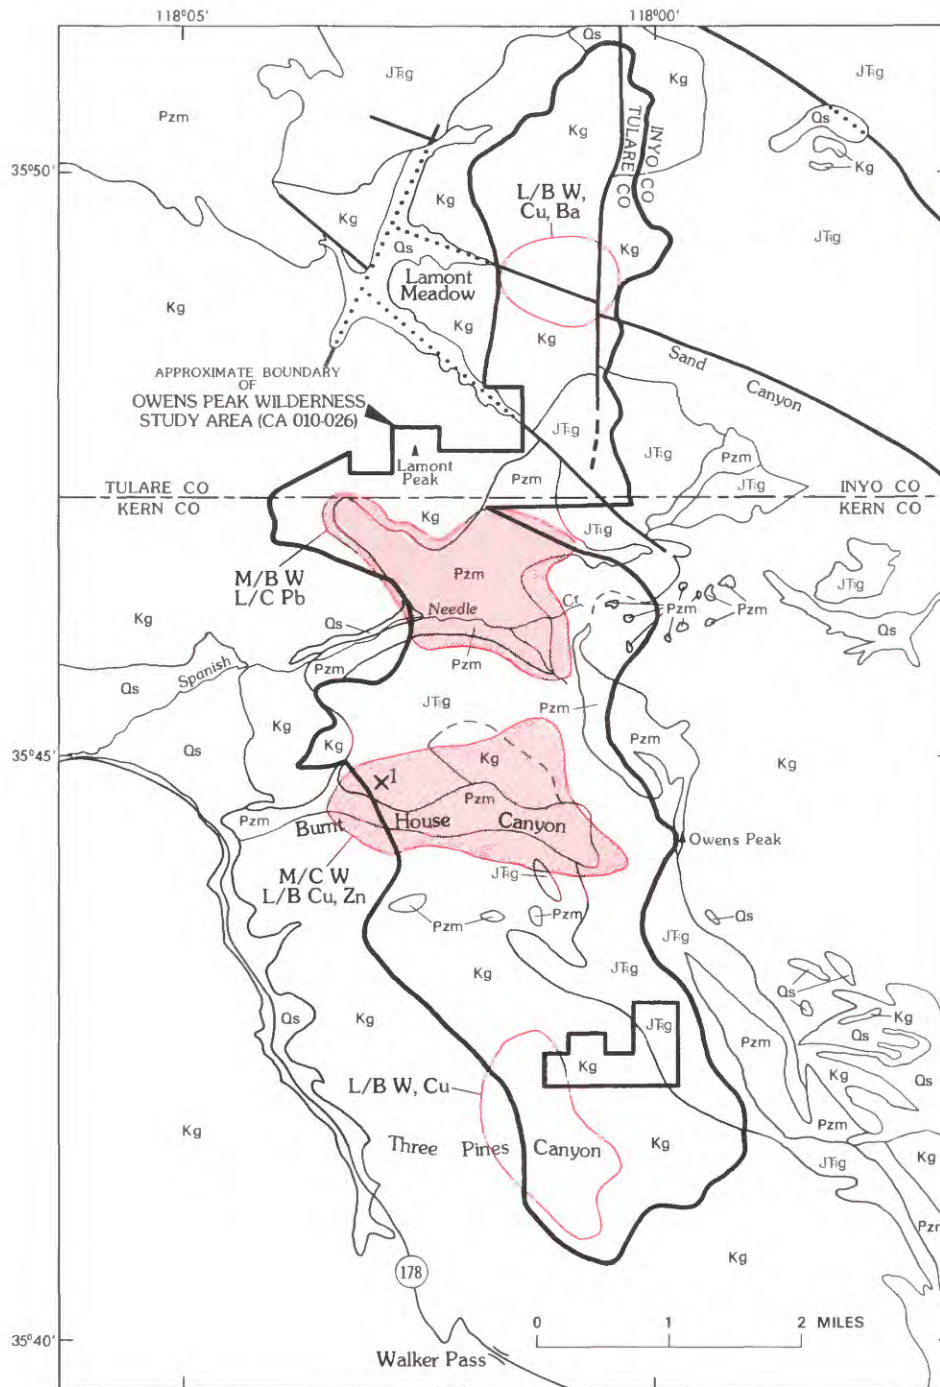 118°05'
118°00'
Qs
JTrg
Kg
JTrg
Pzm
Kg
TULARE CO
INYO CO
Qs
Kg
35°50'
Kg
L/B W,
Cu, Ba
Kg
Qs
Kg
JTrg
Lamont
Meadow
Kg
Kg
Kg
Sand
Canyon
APPROXIMATE BOUNDARY
OF
OWENS PEAK WILDERNESS
STUDY AREA (CA 010-026)
JTrg
JTrg
Pzm
Lamont
Peak
Pzm
JTrg
TULARE CO
INYO CO
KERN CO
KERN CO
Kg
JTrg
M/B W
L/C Pb
Pzm
JTrg
Kg
Needle
Cr
Pzm
Pzm
Qs
Qs
Spanish
Pzm
Pzm
Qs
JTrg
Pzm
Kg
Qs
Kg
Pzm
35°45'
Kg
Kg
1
Pzm
Pzm
Burnt House Canyon
Owens Peak
M/C W
L/B Cu, Zn
JTrg
Pzm
Pzm
Qs
JTrg
Kg
JTrg
Qs
Qs
Kg
JTrg
Kg
Qs
Kg
Pzm
Kg
Qs
L/B W, Cu
Pzm
Kg
Three Pines Canyon
Kg
JTrg
Kg
Pzm
Kg
178
0 1 2 MILES
35°40'
Walker Pass